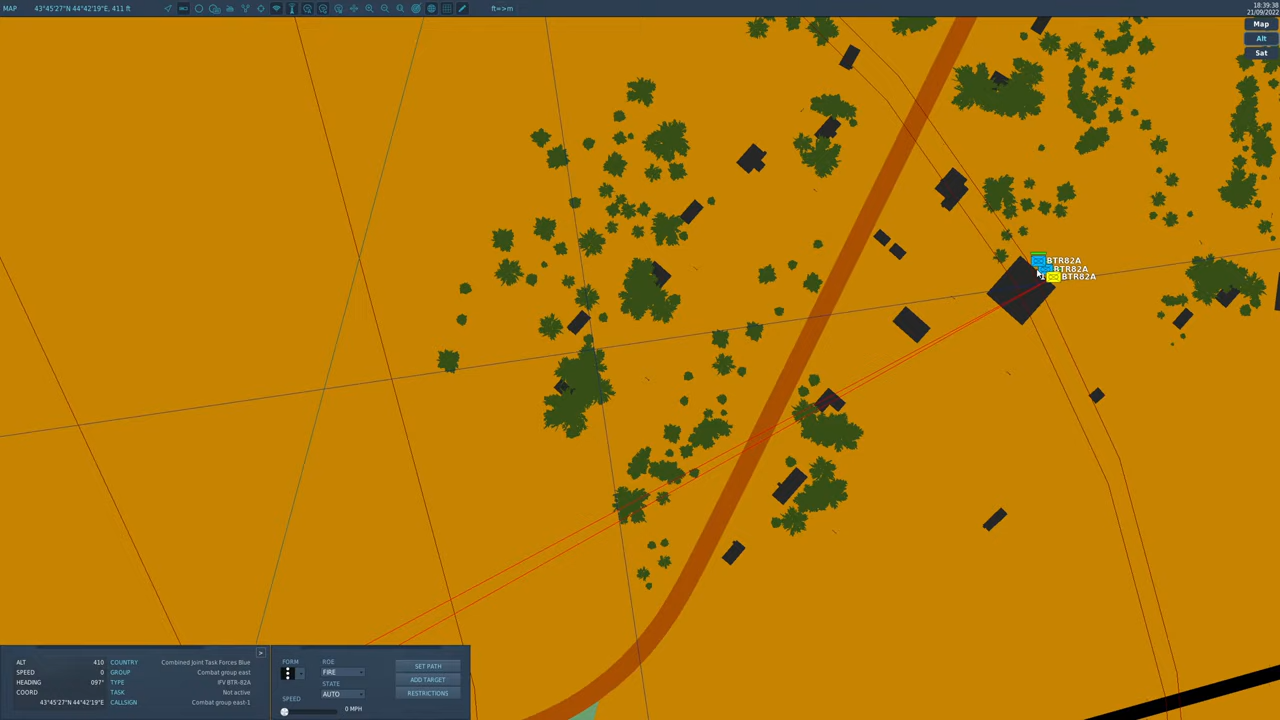 MAP 43°45'27"N 44°42'19"E, 411 ft ft=>m 18:39:38
21/09/2022
Map
Alt
Sat
BTR82A
BTR82A
BTR82A
>
ALT 410 COUNTRY Combined Joint Task Forces Blue
SPEED 0 GROUP Combat group east
HEADING 097° TYPE IFV BTR-82A
COORD TASK Not active
43°45'27"N 44°42'19"E CALLSIGN Combat group east-1
FORM ROE
FIRE
STATE
AUTO
SPEED
0 MPH
SET PATH
ADD TARGET
RESTRICTIONS